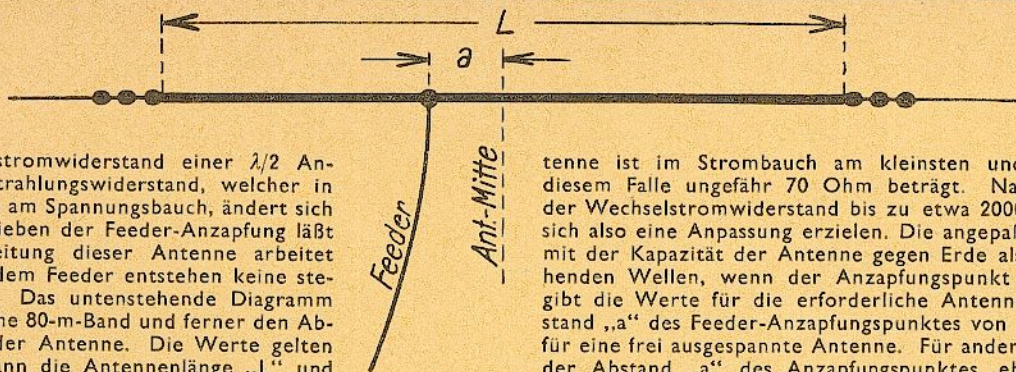 L
a
Feeder
Ant.-Mitte
stromwiderstand einer λ/2 An- tenne ist im Strombauch am kleinsten und
trahlungswiderstand, welcher in diesem Falle ungefähr 70 Ohm beträgt. Na
am Spannungsbauch, ändert sich der Wechselstromwiderstand bis zu etwa 2000
ieben der Feeder-Anzapfung läßt sich also eine Anpassung erzielen. Die angepaß
eitung dieser Antenne arbeitet mit der Kapazität der Antenne gegen Erde als
dem Feeder entstehen keine ste- henden Wellen, wenn der Anzapfungspunkt
Das untenstehende Diagramm gibt die Werte für die erforderliche Antenn
ne 80-m-Band und ferner den Ab- stand „a“ des Feeder-Anzapfungspunktes von
der Antenne. Die Werte gelten für eine frei ausgespannte Antenne. Für ander
ann die Antennenlänge „L“ und der Abstand „a“ des Anzapfungspunktes eb